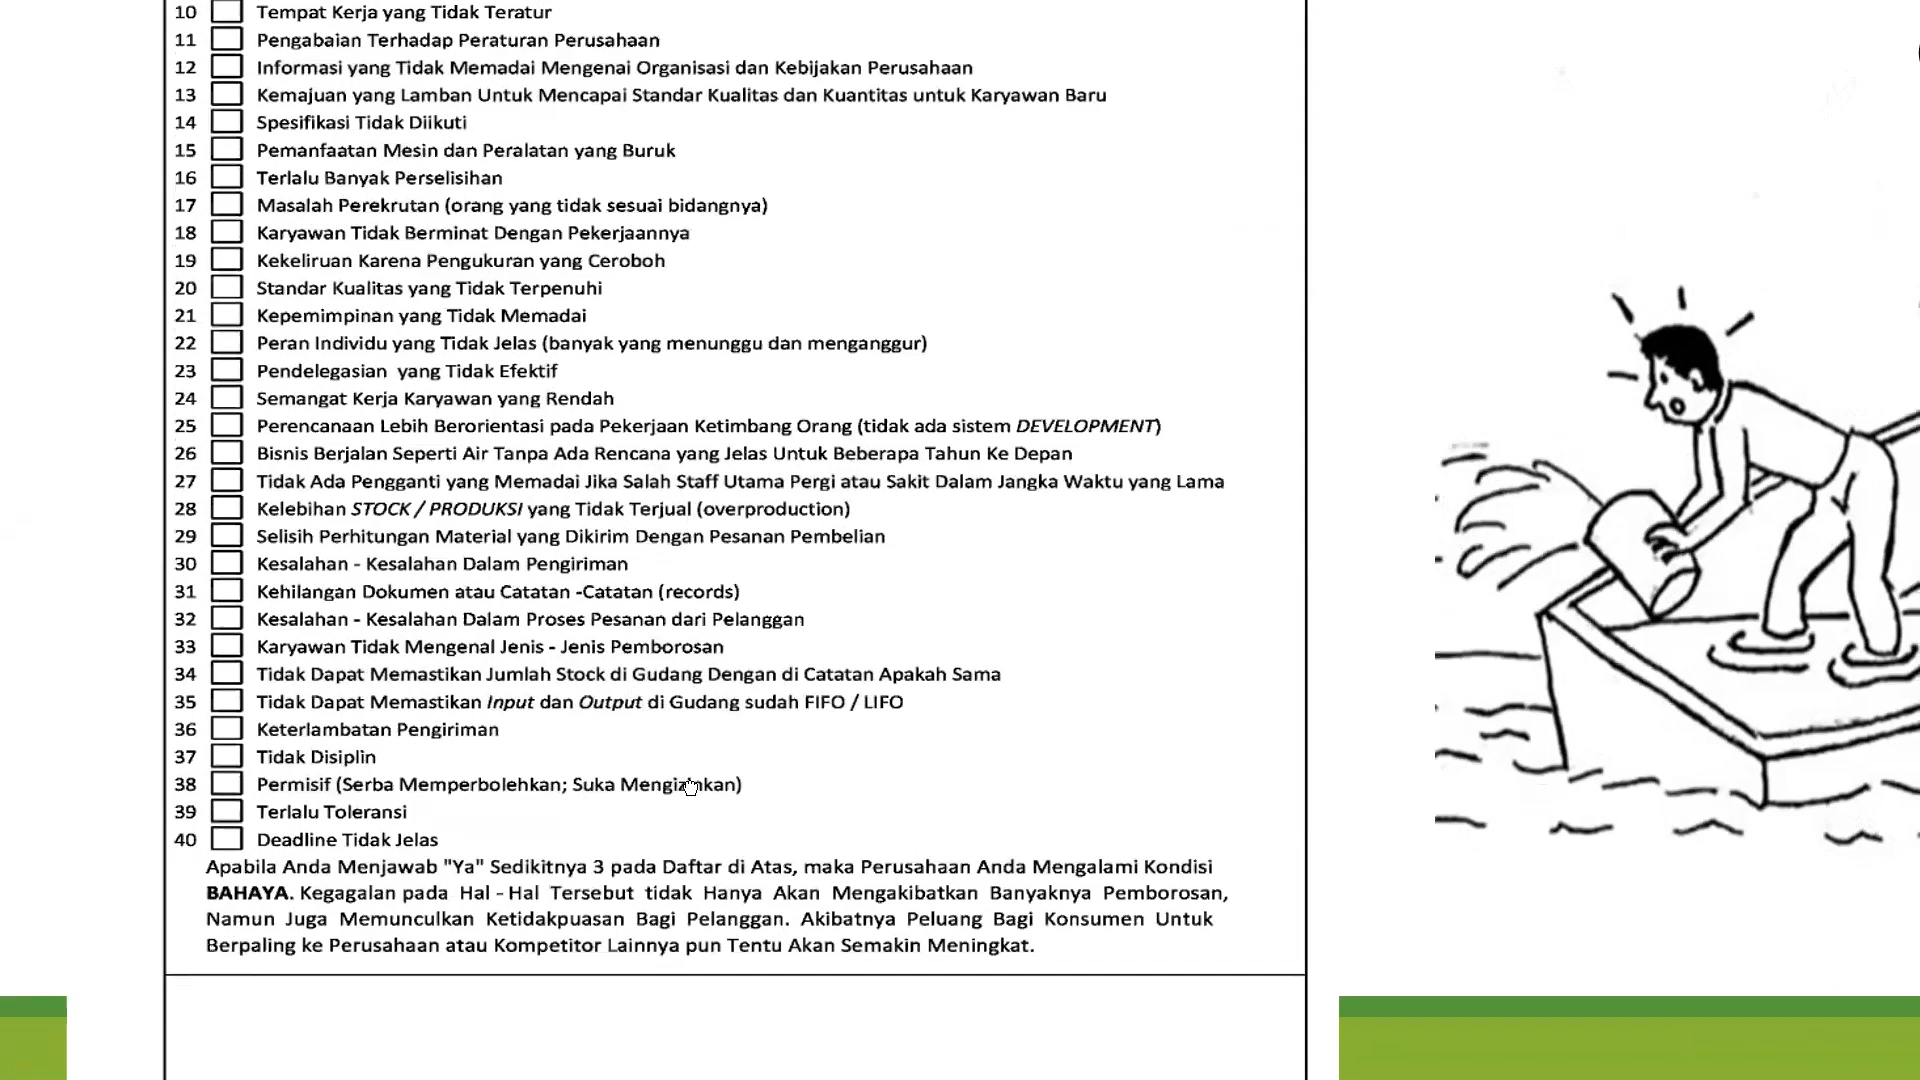 10 Tempat Kerja yang Tidak Teratur
11 Pengabaian Terhadap Peraturan Perusahaan
12 Informasi yang Tidak Memadai Mengenai Organisasi dan Kebijakan Perusahaan
13 Kemajuan yang Lamban Untuk Mencapai Standar Kualitas dan Kuantitas untuk Karyawan Baru
14 Spesifikasi Tidak Diikuti
15 Pemanfaatan Mesin dan Peralatan yang Buruk
16 Terlalu Banyak Perselisihan
17 Masalah Perekrutan (orang yang tidak sesuai bidangnya)
18 Karyawan Tidak Berminat Dengan Pekerjaannya
19 Kekeliruan Karena Pengukuran yang Ceroboh
20 Standar Kualitas yang Tidak Terpenuhi
21 Kepemimpinan yang Tidak Memadai
22 Peran Individu yang Tidak Jelas (banyak yang menunggu dan menganggur)
23 Pendelegasian yang Tidak Efektif
24 Semangat Kerja Karyawan yang Rendah
25 Perencanaan Lebih Berorientasi pada Pekerjaan Ketimbang Orang (tidak ada sistem DEVELOPMENT)
26 Bisnis Berjalan Seperti Air Tanpa Ada Rencana yang Jelas Untuk Beberapa Tahun Ke Depan
27 Tidak Ada Pengganti yang Memadai Jika Salah Staff Utama Pergi atau Sakit Dalam Jangka Waktu yang Lama
28 Kelebihan STOCK / PRODUKSI yang Tidak Terjual (overproduction)
29 Selisih Perhitungan Material yang Dikirim Dengan Pesanan Pembelian
30 Kesalahan - Kesalahan Dalam Pengiriman
31 Kehilangan Dokumen atau Catatan -Catatan (records)
32 Kesalahan - Kesalahan Dalam Proses Pesanan dari Pelanggan
33 Karyawan Tidak Mengenal Jenis - Jenis Pemborosan
34 Tidak Dapat Memastikan Jumlah Stock di Gudang Dengan di Catatan Apakah Sama
35 Tidak Dapat Memastikan Input dan Output di Gudang sudah FIFO / LIFO
36 Keterlambatan Pengiriman
37 Tidak Disiplin
38 Permisif (Serba Memperbolehkan; Suka Mengizinkan)
39 Terlalu Toleransi
40 Deadline Tidak Jelas
Apabila Anda Menjawab "Ya" Sedikitnya 3 pada Daftar di Atas, maka Perusahaan Anda Mengalami Kondisi
BAHAYA. Kegagalan pada Hal - Hal Tersebut tidak Hanya Akan Mengakibatkan Banyaknya Pemborosan,
Namun Juga Memunculkan Ketidakpuasan Bagi Pelanggan. Akibatnya Peluang Bagi Konsumen Untuk
Berpaling ke Perusahaan atau Kompetitor Lainnya pun Tentu Akan Semakin Meningkat.